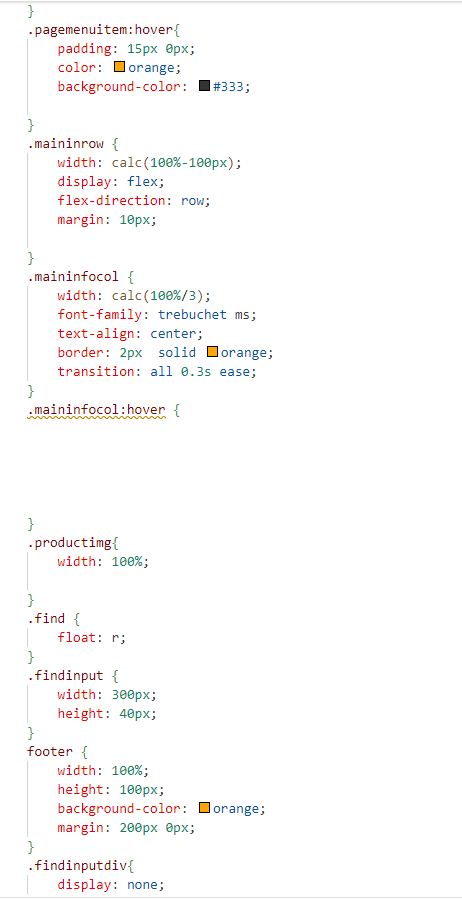 }
.pagemenuitem:hover{
padding: 15px 0px;
color: orange;
background-color: #333;
}
.maininrow {
width: calc(100%-100px);
display: flex;
flex-direction: row;
margin: 10px;
}
.maininfocol {
width: calc(100%/3);
font-family: trebuchet ms;
text-align: center;
border: 2px  solid orange;
transition: all 0.3s ease;
}
.maininfocol:hover {
}
.productimg{
width: 100%;
}
.find {
float: r;
}
.findinput {
width: 300px;
height: 40px;
}
footer {
width: 100%;
height: 100px;
background-color: orange;
margin: 200px 0px;
}
.findinputdiv{
display: none;